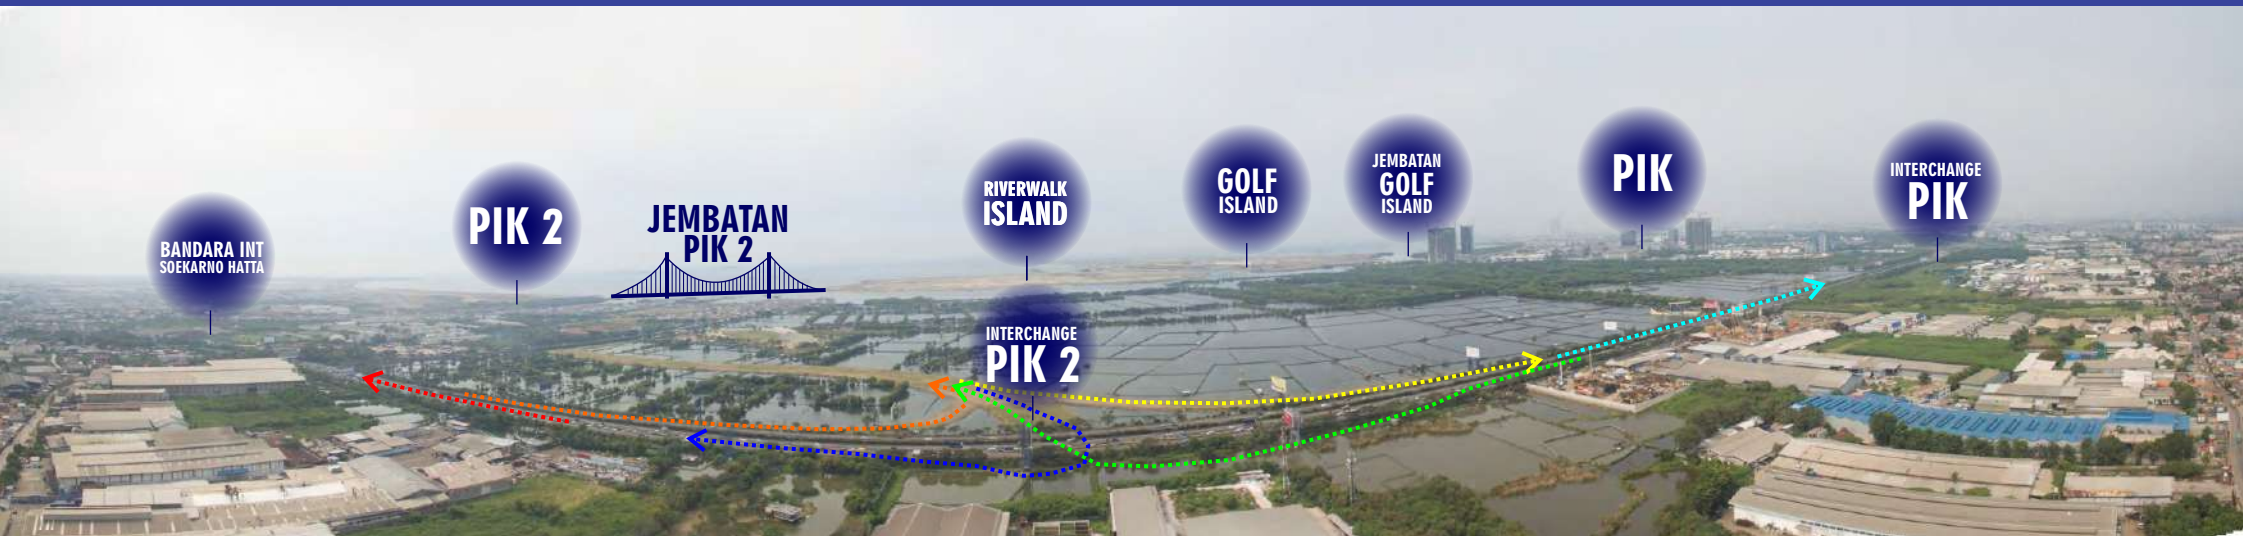 BANDARA INT
SOEKARNO HATTA
PIK 2
JEMBATAN
PIK 2
RIVERWALK
ISLAND
INTERCHANGE
PIK 2
GOLF
ISLAND
JEMBATAN
GOLF
ISLAND
PIK
INTERCHANGE
PIK